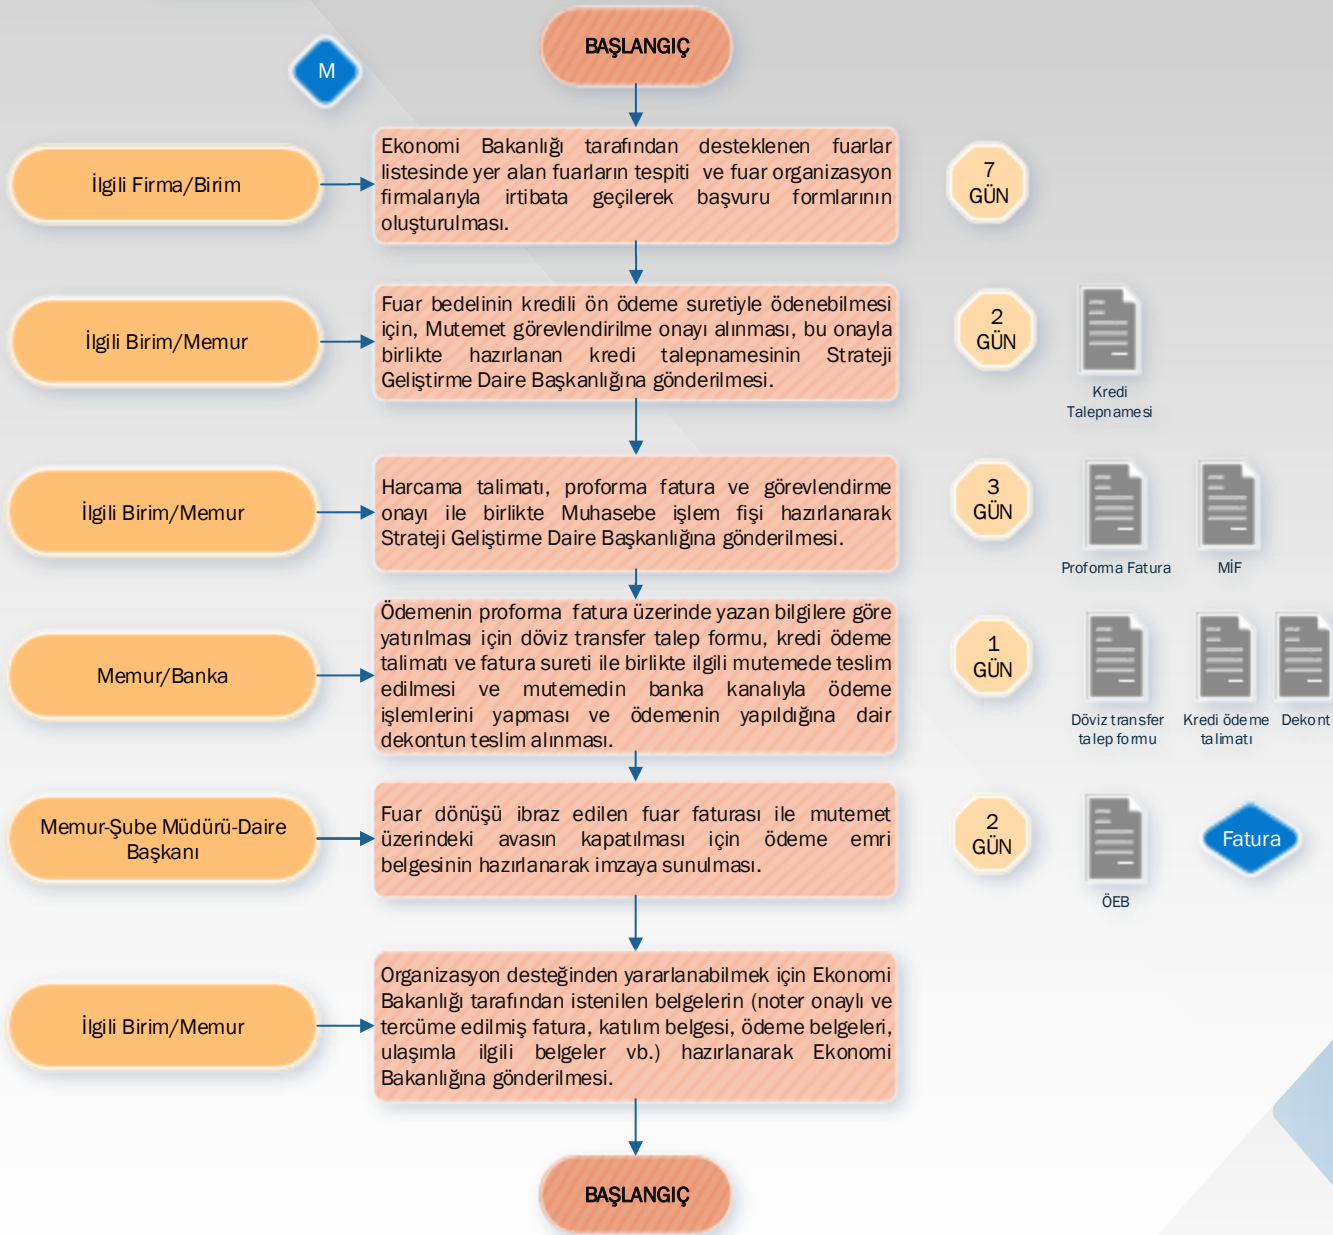 BAŞLANGIÇ
M
İlgili Firma/Birim
Ekonomi Bakanlığı tarafından desteklenen fuarlar
listesinde yer alan fuarların tespiti ve fuar organizasyon
firmalarıyla irtibata geçilerek başvuru formlarının
oluşturulması.
7
GÜN
İlgili Birim/Memur
Fuar bedelinin kredili ön ödeme suretiyle ödenebilmesi
için, Mutemet görevlendirilme onayı alınması, bu onayla
birlikte hazırlanan kredi talepnamesinin Strateji
Geliştirme Daire Başkanlığına gönderilmesi.
2
GÜN
Kredi
Talepnamesi
İlgili Birim/Memur
Harcama talimatı, proforma fatura ve görevlendirme
onayı ile birlikte Muhasebe işlem fişi hazırlanarak
Strateji Geliştirme Daire Başkanlığına gönderilmesi.
3
GÜN
Proforma Fatura
MİF
Memur/Banka
Ödemenin proforma fatura üzerinde yazan bilgilere göre
yatırılması için döviz transfer talep formu, kredi ödeme
talimatı ve fatura sureti ile birlikte ilgili mutemede teslim
edilmesi ve mutemedin banka kanalıyla ödeme
işlemlerini yapması ve ödemenin yapıldığına dair
dekontun teslim alınması.
1
GÜN
Döviz transfer
talep formu
Kredi ödeme
talimatı
Dekont
Memur-Şube Müdürü-Daire
Başkanı
Fuar dönüşü ibraz edilen fuar faturası ile mutemet
üzerindeki avasın kapatılması için ödeme emri
belgesinin hazırlanarak imzaya sunulması.
2
GÜN
ÖEB
Fatura
İlgili Birim/Memur
Organizasyon desteğinden yararlanabilmek için Ekonomi
Bakanlığı tarafından istenilen belgelerin (noter onaylı ve
tercüme edilmiş fatura, katılım belgesi, ödeme belgeleri,
ulaşımla ilgili belgeler vb.) hazırlanarak Ekonomi
Bakanlığına gönderilmesi.
BAŞLANGIÇ